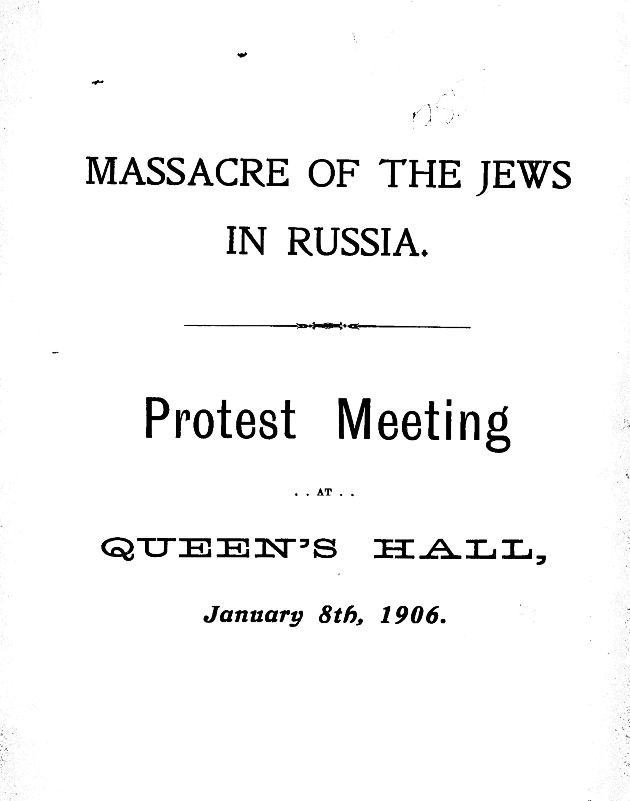 MASSACRE OF THE JEWS
IN RUSSIA.
Protest Meeting
. . AT . .
QUEEN'S HALL,
January 8th, 1906.